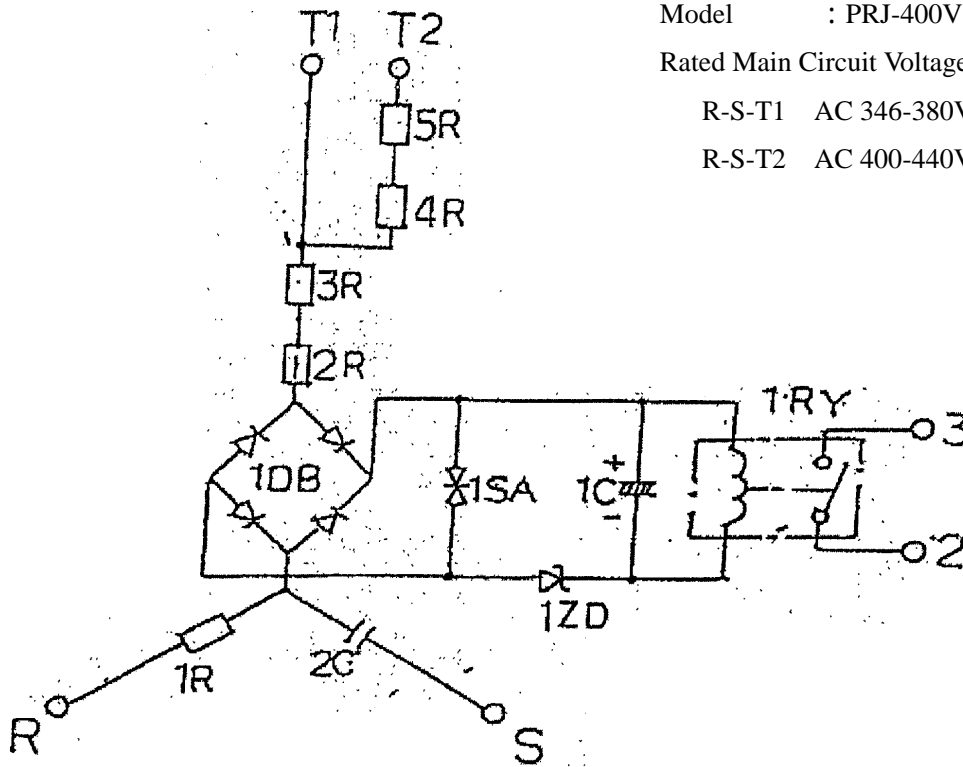 T1 T2
Model : PRJ-400V
Rated Main Circuit Voltage
R-S-T1 AC 346-380V
R-S-T2 AC 400-440V
5R
4R
3R
2R
1RY
3
1DB
1SA
1C
+
-
2
1ZD
1R
2C
R
S